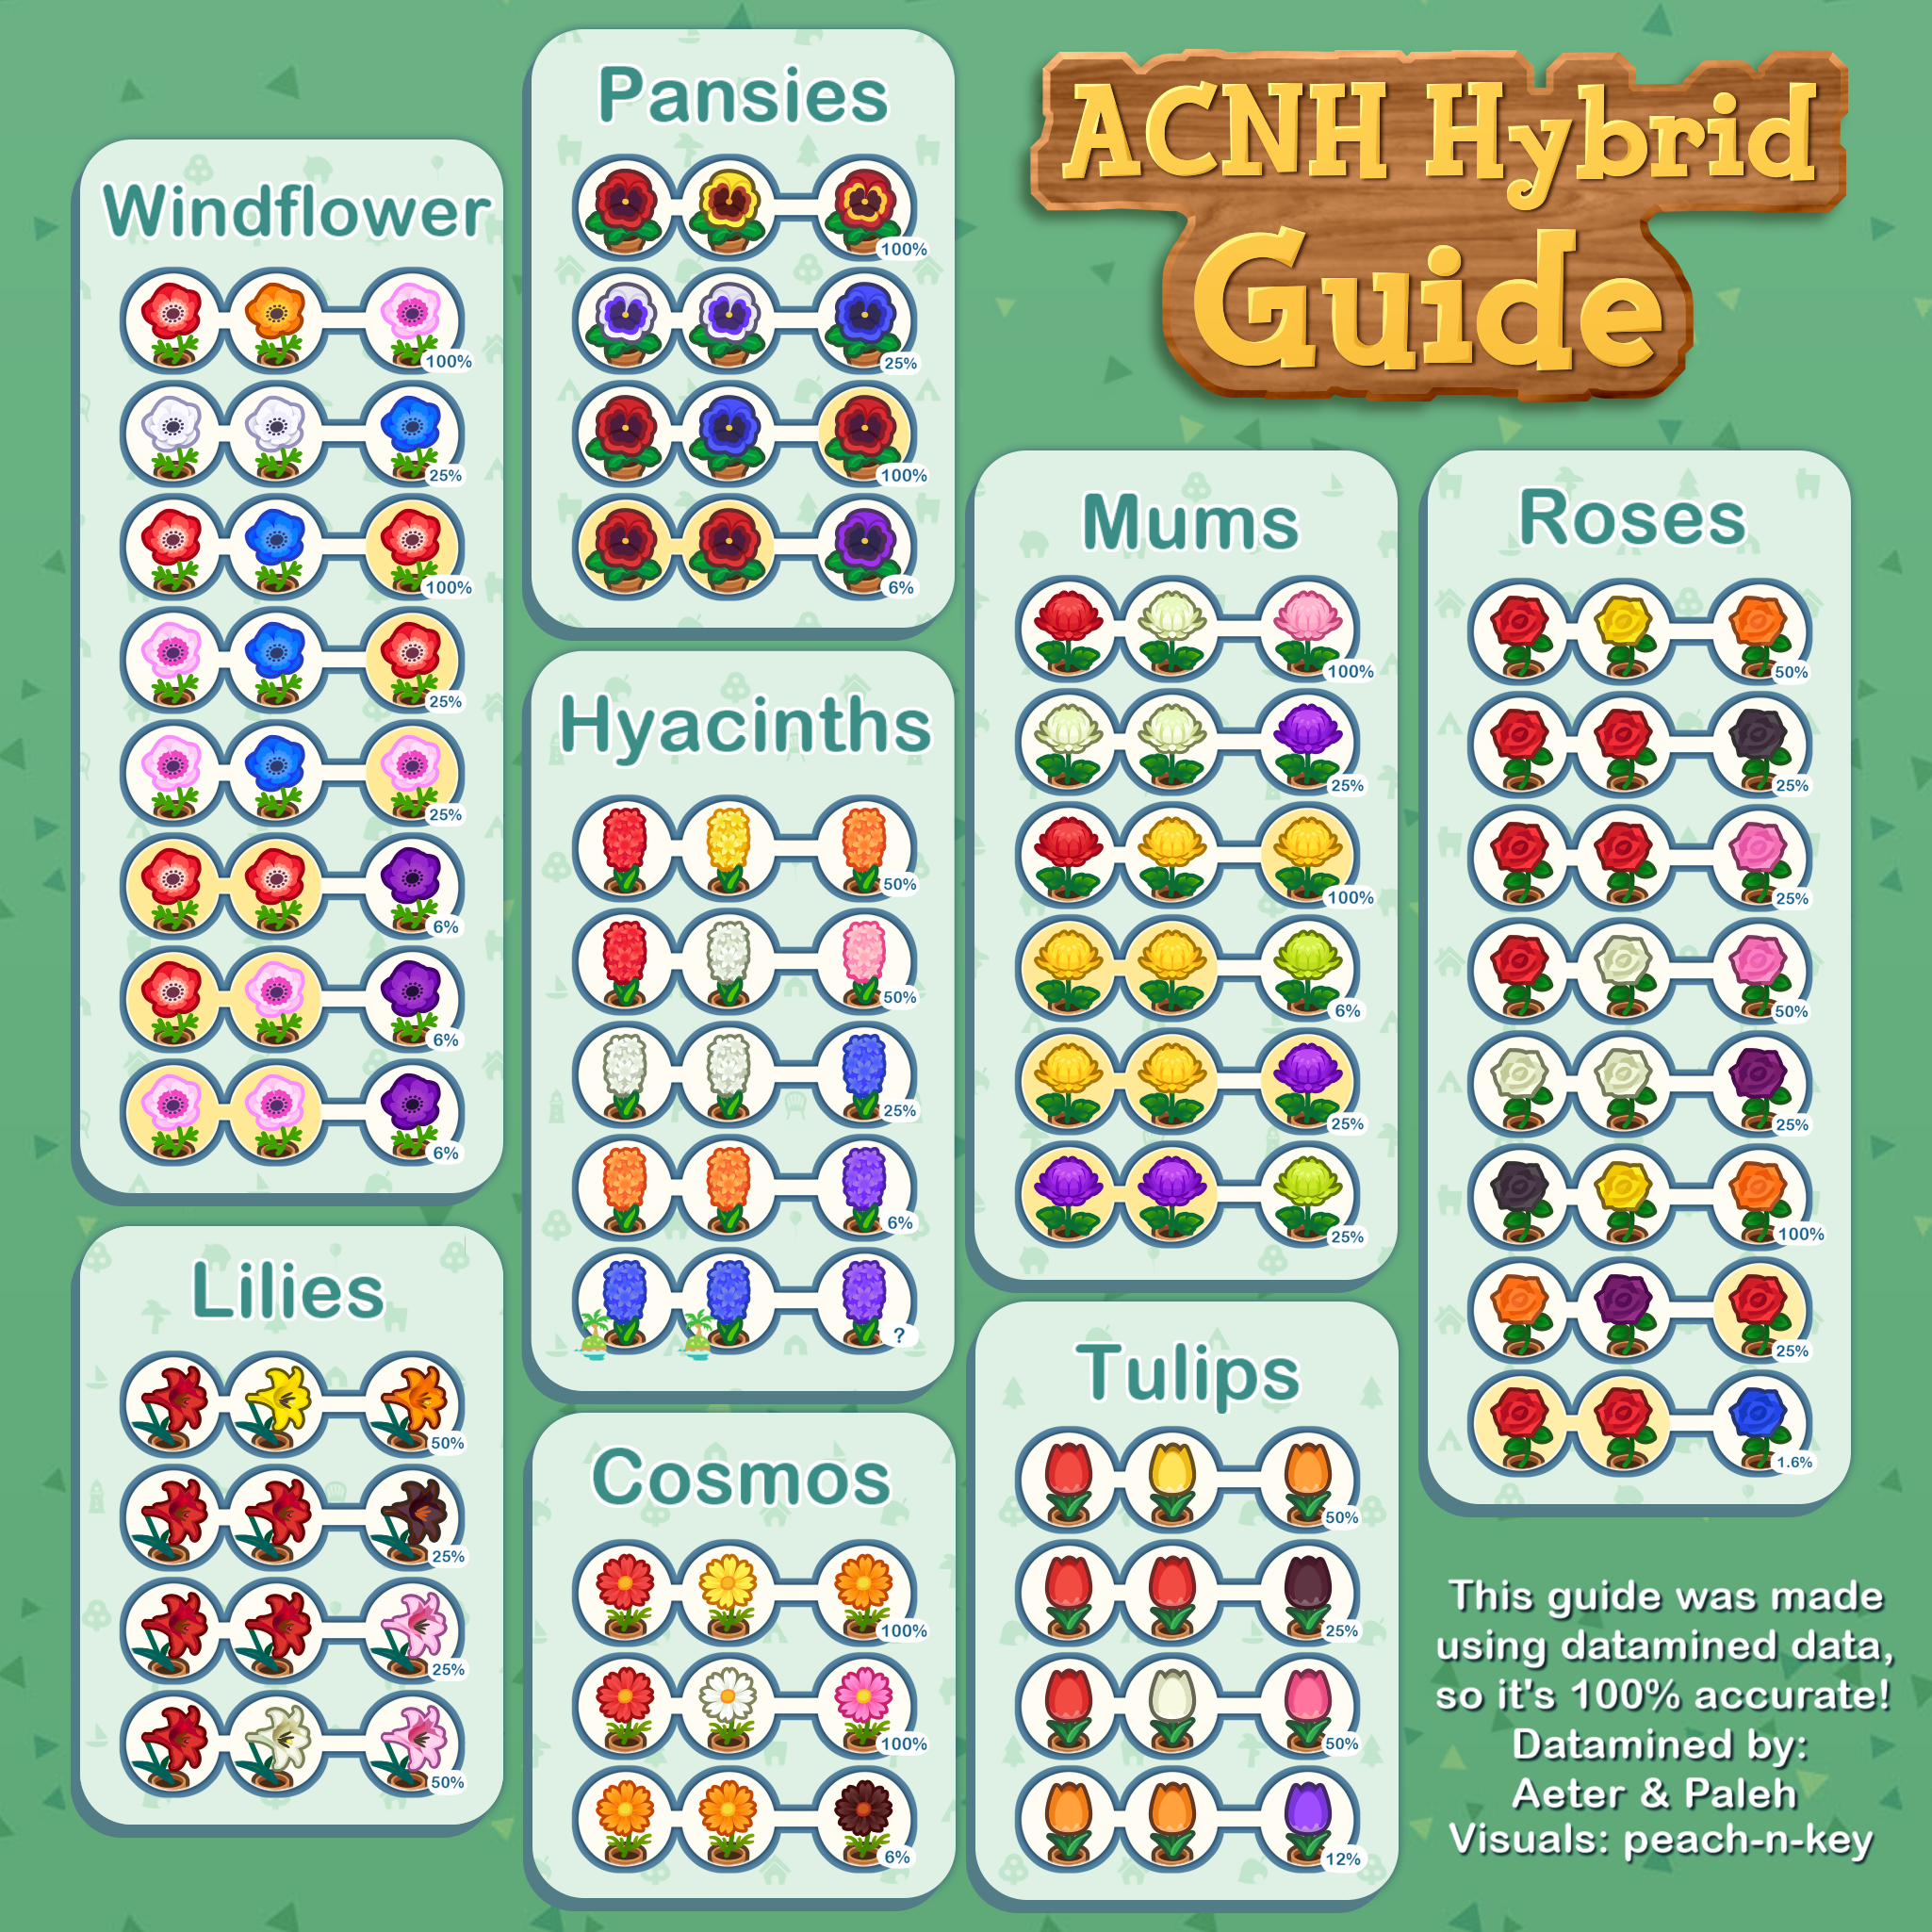 ACNH Hybrid
Guide
Windflower
100%
25%
100%
25%
25%
6%
6%
6%
Lilies
50%
25%
25%
50%
Pansies
100%
25%
100%
6%
Hyacinths
50%
50%
25%
6%
?
Cosmos
100%
100%
6%
Mums
100%
25%
100%
6%
25%
25%
Tulips
50%
25%
50%
12%
Roses
50%
25%
25%
50%
25%
100%
25%
1.6%
This guide was made
using datamined data,
so it's 100% accurate!
Datamined by:
Aeter & Paleh
Visuals: peach-n-key